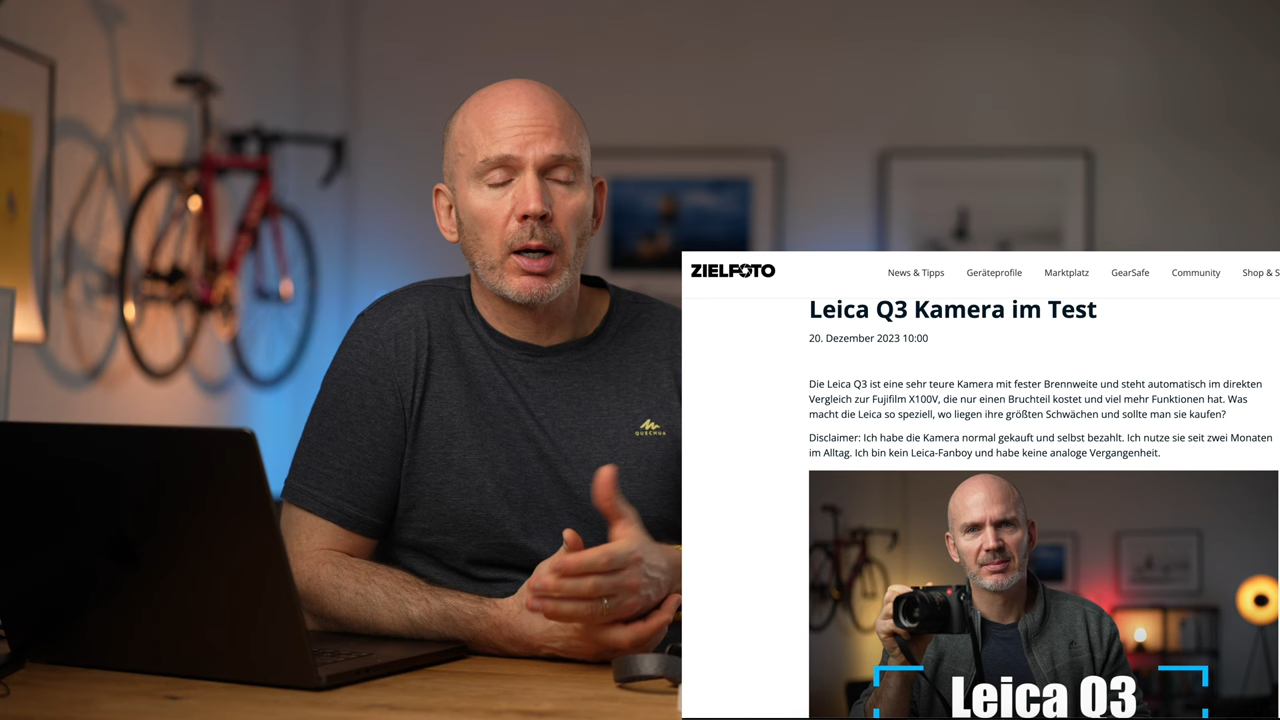 QUECHUA
ZIELFOTO
News & Tipps Geräteprofile Marktplatz GearSafe Community Shop & S
Leica Q3 Kamera im Test
20. Dezember 2023 10:00
Die Leica Q3 ist eine sehr teure Kamera mit fester Brennweite und steht automatisch im direkten
Vergleich zur Fujifilm X100V, die nur einen Bruchteil kostet und viel mehr Funktionen hat. Was
macht die Leica so speziell, wo liegen ihre größten Schwächen und sollte man sie kaufen?
Disclaimer: Ich habe die Kamera normal gekauft und selbst bezahlt. Ich nutze sie seit zwei Monaten
im Alltag. Ich bin kein Leica-Fanboy und habe keine analoge Vergangenheit.
Leica Q3